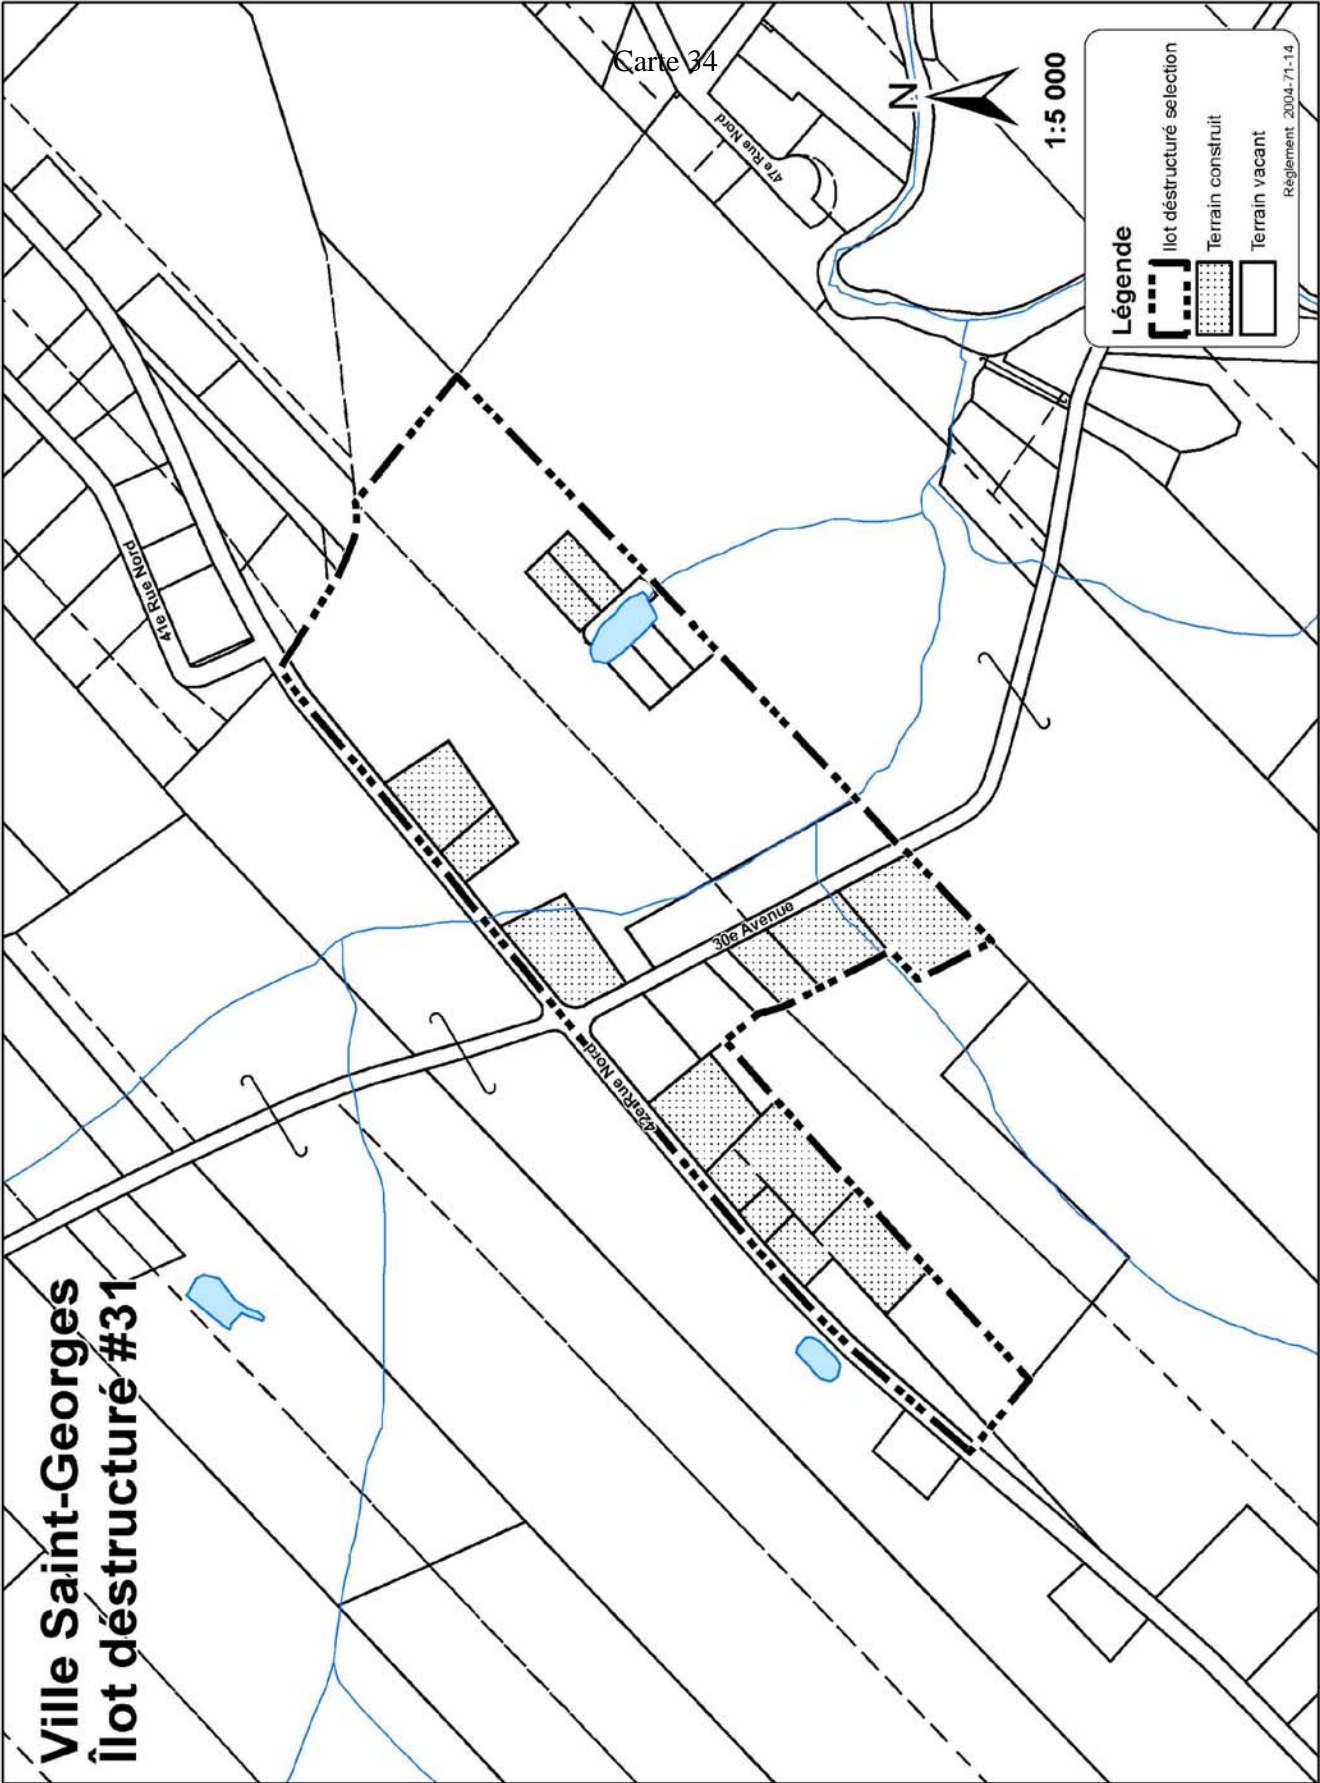 Carte 34
Ville Saint-Georges
Îlot déstructuré #31
41e Rue Nord
47e Rue Nord
30e Avenue
42e Rue Nord
N
1:5 000
Légende
Ilot déstructuré selection
Terrain construit
Terrain vacant
Règlement 2004-71-14